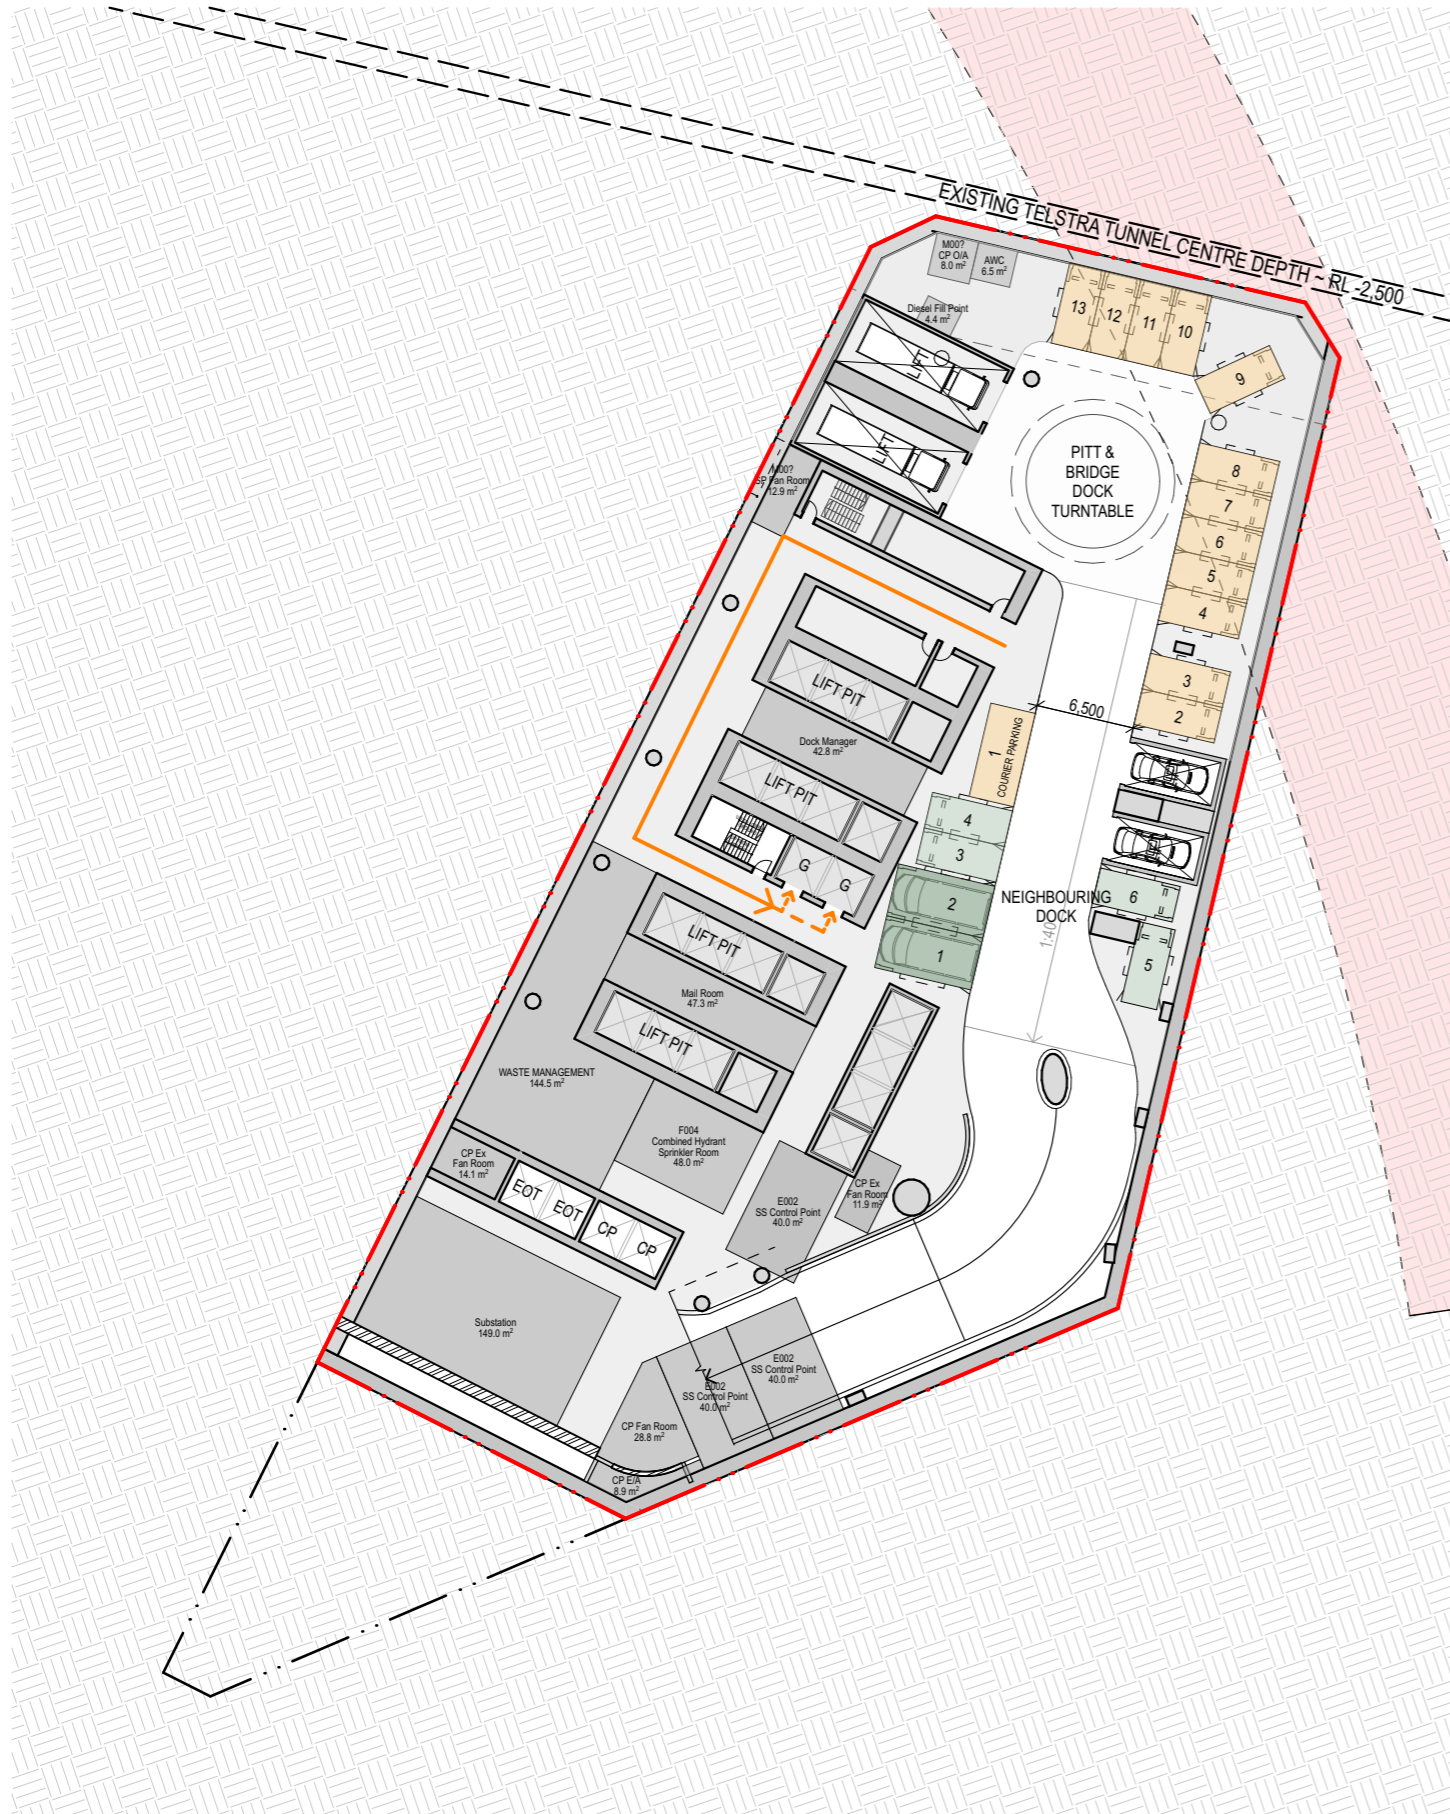 EXISTING TELSTRA TUNNEL CENTRE DEPTH ~ RL -2,500
M00?
CP O/A
8.0 m²
AWC
6.5 m²
Diesel Fill Point
4.4 m²
13
12
11
10
9
LIFT
LIFT
PITT &
BRIDGE
DOCK
TURNTABLE
8
7
6
5
4
M00?
SP Fan Room
12.9 m²
3
2
6,500
LIFT PIT
Dock Manager
42.8 m²
1
COURIER PARKING
LIFT PIT
4
3
G
G
2
1
NEIGHBOURING
DOCK
1:40
6
5
LIFT PIT
Mail Room
47.3 m²
LIFT PIT
WASTE MANAGEMENT
144.5 m²
F004
Combined Hydrant
Sprinkler Room
48.0 m²
CP Ex
Fan Room
14.1 m²
EOT
EOT
CP
CP
E002
SS Control Point
40.0 m²
CP Ex
Fan Room
11.9 m²
Substation
149.0 m²
E002
SS Control Point
40.0 m²
E002
SS Control Point
40.0 m²
CP Fan Room
28.8 m²
CP E/A
8.9 m²